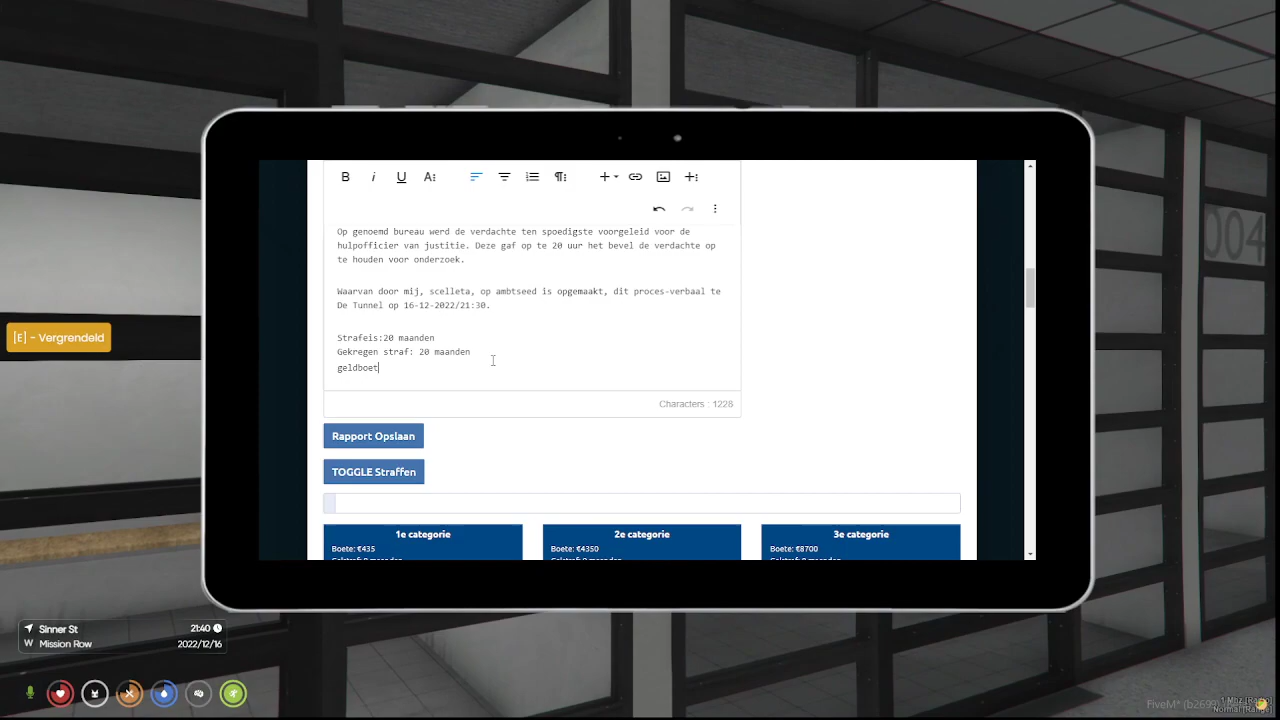 B i U A
Op genoemd bureau werd de verdachte ten spoedigste voorgeleid voor de
hulpofficier van justitie. Deze gaf op te 20 uur het bevel de verdachte op
te houden voor onderzoek.
Waarvan door mij, scelleta, op ambtseed is opgemaakt, dit proces-verbaal te
De Tunnel op 16-12-2022/21:30.
Strafeis:20 maanden
Gekregen straf: 20 maanden
geldboet
Characters : 1228
Rapport Opslaan
TOGGLE Straffen
1e categorie
Boete: €435
2e categorie
Boete: €4350
3e categorie
Boete: €8700
[E] - Vergrendeld
004
Sinner St
21:40
W Mission Row
2022/12/16